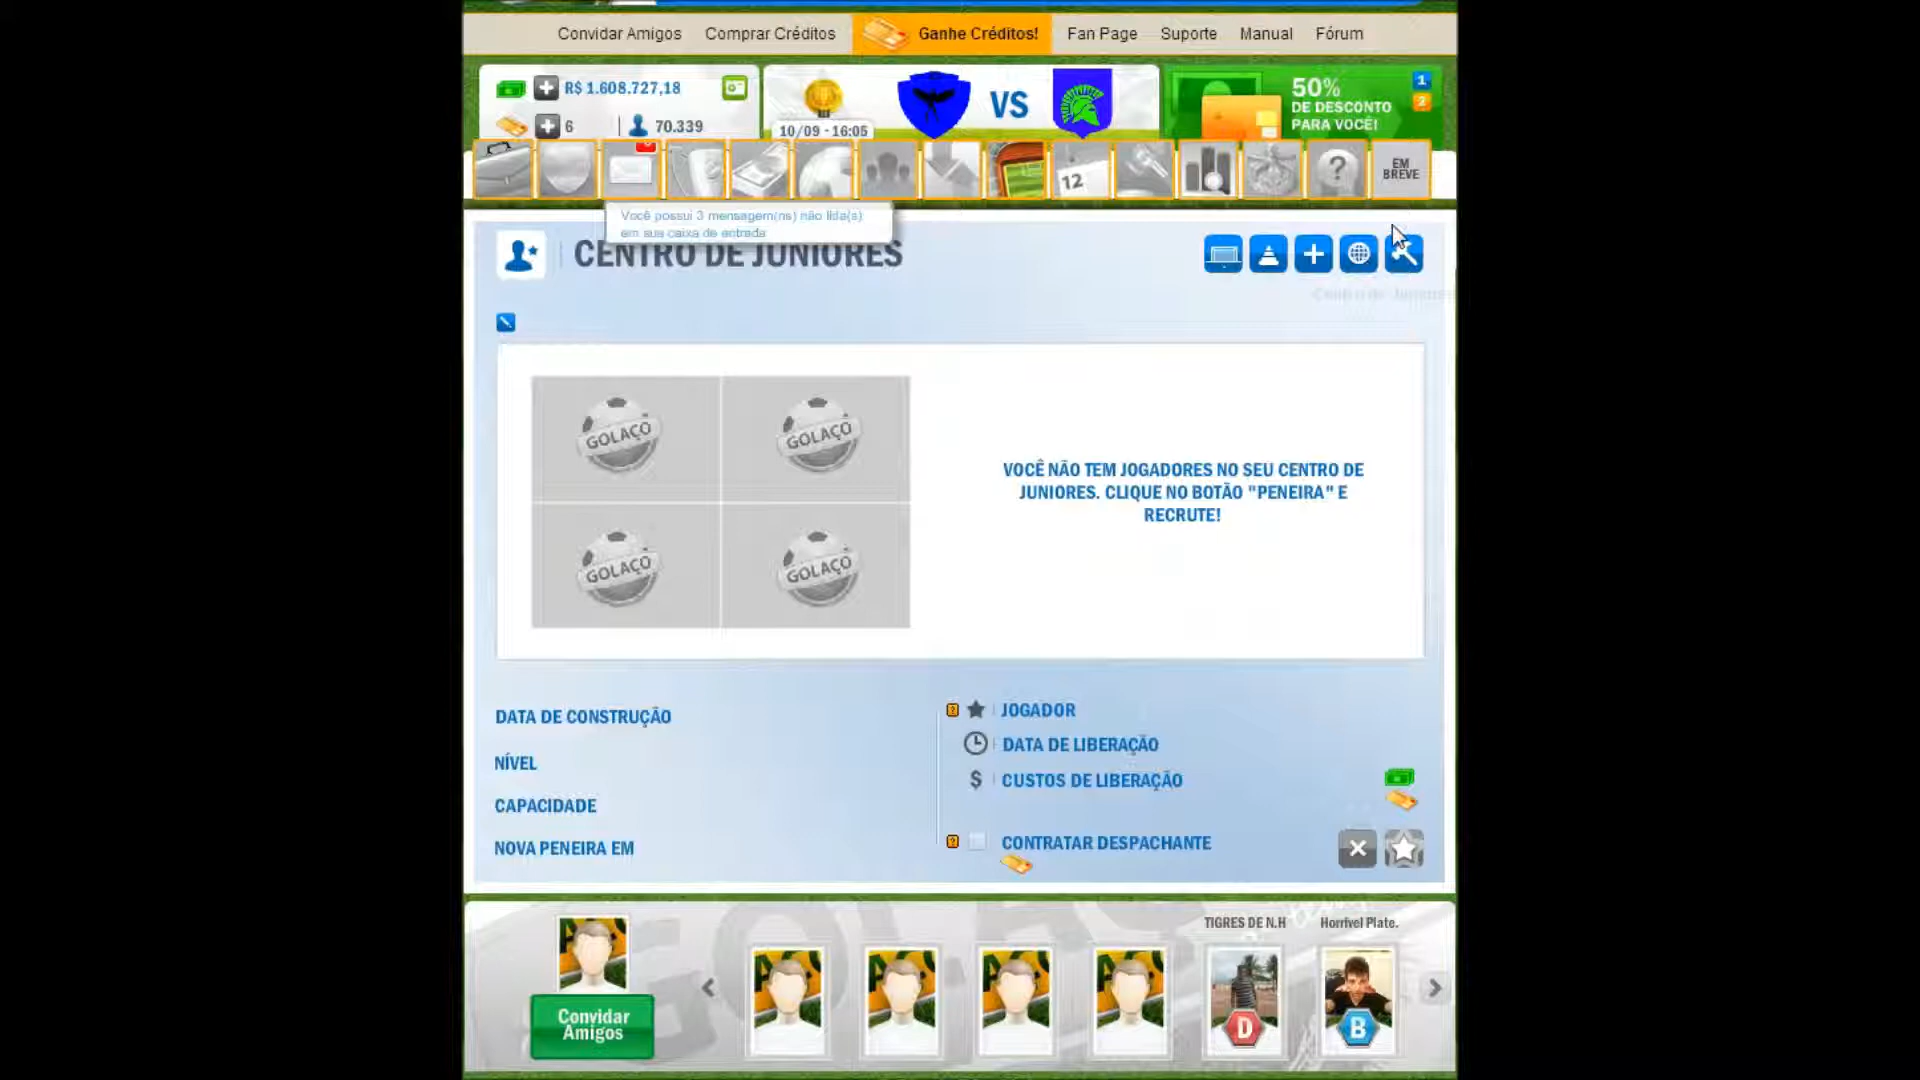 Convidar Amigos
Comprar Créditos
Ganhe Créditos!
Fan Page
Suporte
Manual
Fórum
R$ 1.608.727,18
6
70.339
10/09 - 16:05
VS
50%
DE DESCONTO
PARA VOCÊ!
1
2
12
?
EM
BREVE
Você possui 3 mensagem(ns) não lida(s)
em sua caixa de entrada
CENTRO DE JUNIORES
GOLAÇO
GOLAÇO
GOLAÇO
GOLAÇO
VOCÊ NÃO TEM JOGADORES NO SEU CENTRO DE
JUNIORES. CLIQUE NO BOTÃO "PENEIRA" E
RECRUTE!
DATA DE CONSTRUÇÃO
NÍVEL
CAPACIDADE
NOVA PENEIRA EM
? JOGADOR
DATA DE LIBERAÇÃO
$ CUSTOS DE LIBERAÇÃO
? CONTRATAR DESPACHANTE
TIGRES DE N.H
Horrível Plate.
Convidar
Amigos
D
B